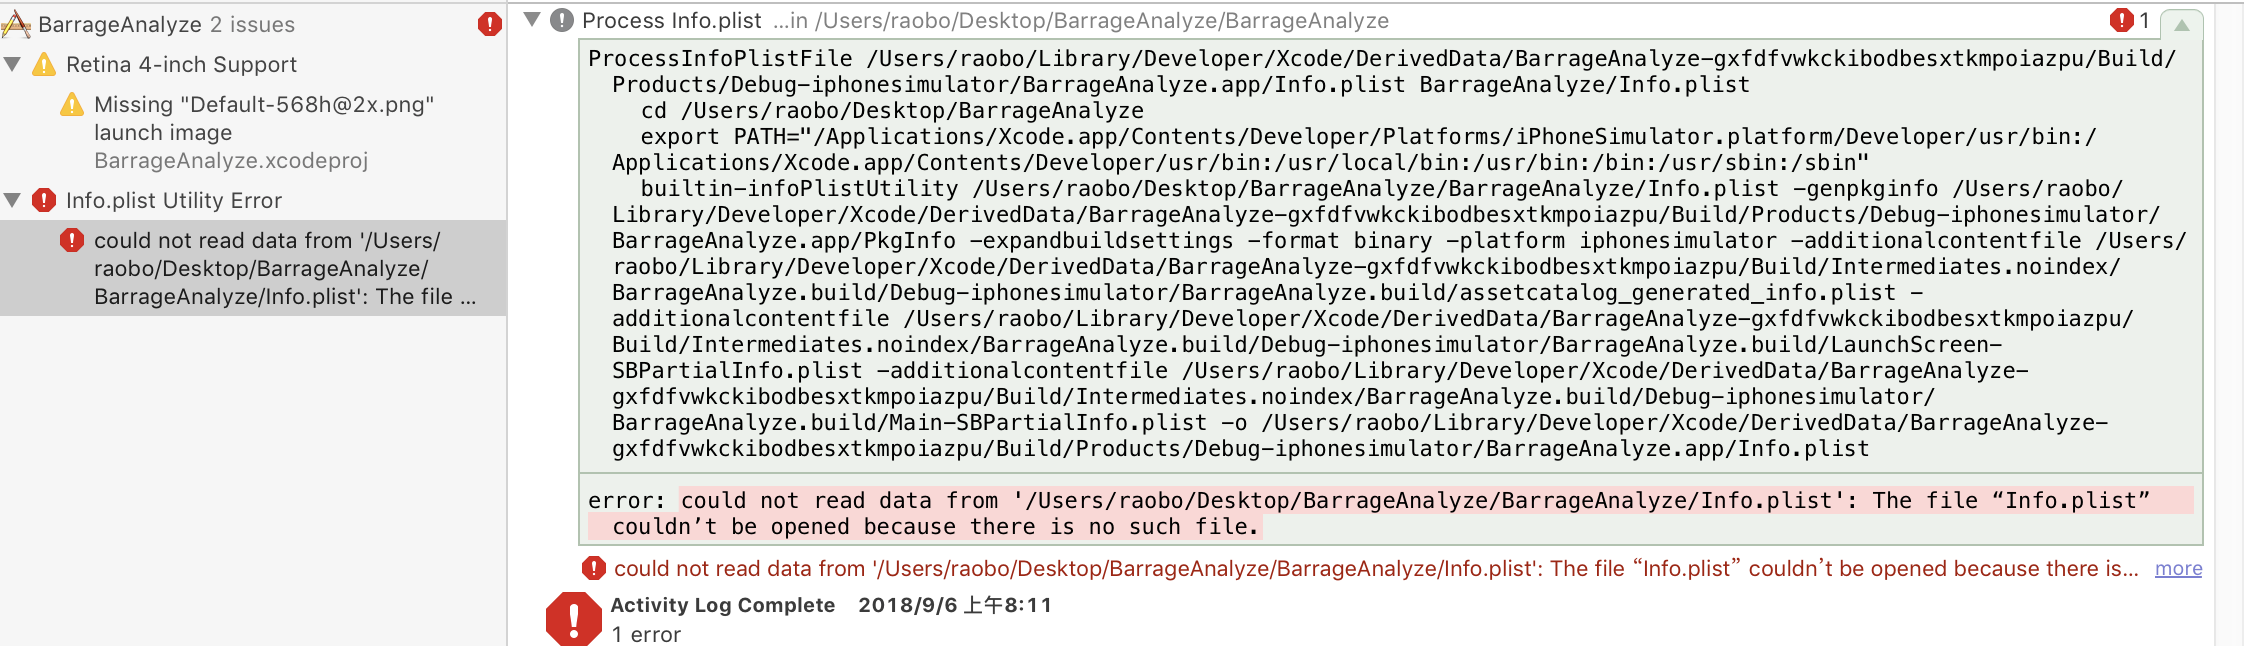 BarrageAnalyze 2 issues
Retina 4-inch Support
Missing "Default-568h@2x.png"
launch image
BarrageAnalyze.xcodeproj
Info.plist Utility Error
could not read data from '/Users/
raobo/Desktop/BarrageAnalyze/
BarrageAnalyze/Info.plist': The file ...
Process Info.plist ...in /Users/raobo/Desktop/BarrageAnalyze/BarrageAnalyze 1
ProcessInfoPlistFile /Users/raobo/Library/Developer/Xcode/DerivedData/BarrageAnalyze-gxfdfvwkckibodbesxtkmpoiazpu/Build/
Products/Debug-iphonesimulator/BarrageAnalyze.app/Info.plist BarrageAnalyze/Info.plist
cd /Users/raobo/Desktop/BarrageAnalyze
export PATH="/Applications/Xcode.app/Contents/Developer/Platforms/iPhoneSimulator.platform/Developer/usr/bin:/
Applications/Xcode.app/Contents/Developer/usr/bin:/usr/local/bin:/usr/bin:/bin:/usr/sbin:/sbin"
builtin-infoPlistUtility /Users/raobo/Desktop/BarrageAnalyze/BarrageAnalyze/Info.plist -genpkginfo /Users/raobo/
Library/Developer/Xcode/DerivedData/BarrageAnalyze-gxfdfvwkckibodbesxtkmpoiazpu/Build/Products/Debug-iphonesimulator/
BarrageAnalyze.app/PkgInfo -expandbuildsettings -format binary -platform iphonesimulator -additionalcontentfile /Users/
raobo/Library/Developer/Xcode/DerivedData/BarrageAnalyze-gxfdfvwkckibodbesxtkmpoiazpu/Build/Intermediates.noindex/
BarrageAnalyze.build/Debug-iphonesimulator/BarrageAnalyze.build/assetcatalog_generated_info.plist -
additionalcontentfile /Users/raobo/Library/Developer/Xcode/DerivedData/BarrageAnalyze-gxfdfvwkckibodbesxtkmpoiazpu/
Build/Intermediates.noindex/BarrageAnalyze.build/Debug-iphonesimulator/BarrageAnalyze.build/LaunchScreen-
SBPartialInfo.plist -additionalcontentfile /Users/raobo/Library/Developer/Xcode/DerivedData/BarrageAnalyze-
gxfdfvwkckibodbesxtkmpoiazpu/Build/Intermediates.noindex/BarrageAnalyze.build/Debug-iphonesimulator/
BarrageAnalyze.build/Main-SBPartialInfo.plist -o /Users/raobo/Library/Developer/Xcode/DerivedData/BarrageAnalyze-
gxfdfvwkckibodbesxtkmpoiazpu/Build/Products/Debug-iphonesimulator/BarrageAnalyze.app/Info.plist
error: could not read data from '/Users/raobo/Desktop/BarrageAnalyze/BarrageAnalyze/Info.plist': The file “Info.plist”
couldn’t be opened because there is no such file.
could not read data from '/Users/raobo/Desktop/BarrageAnalyze/BarrageAnalyze/Info.plist': The file “Info.plist” couldn’t be opened because there is... more
Activity Log Complete 2018/9/6 上午8:11
1 error